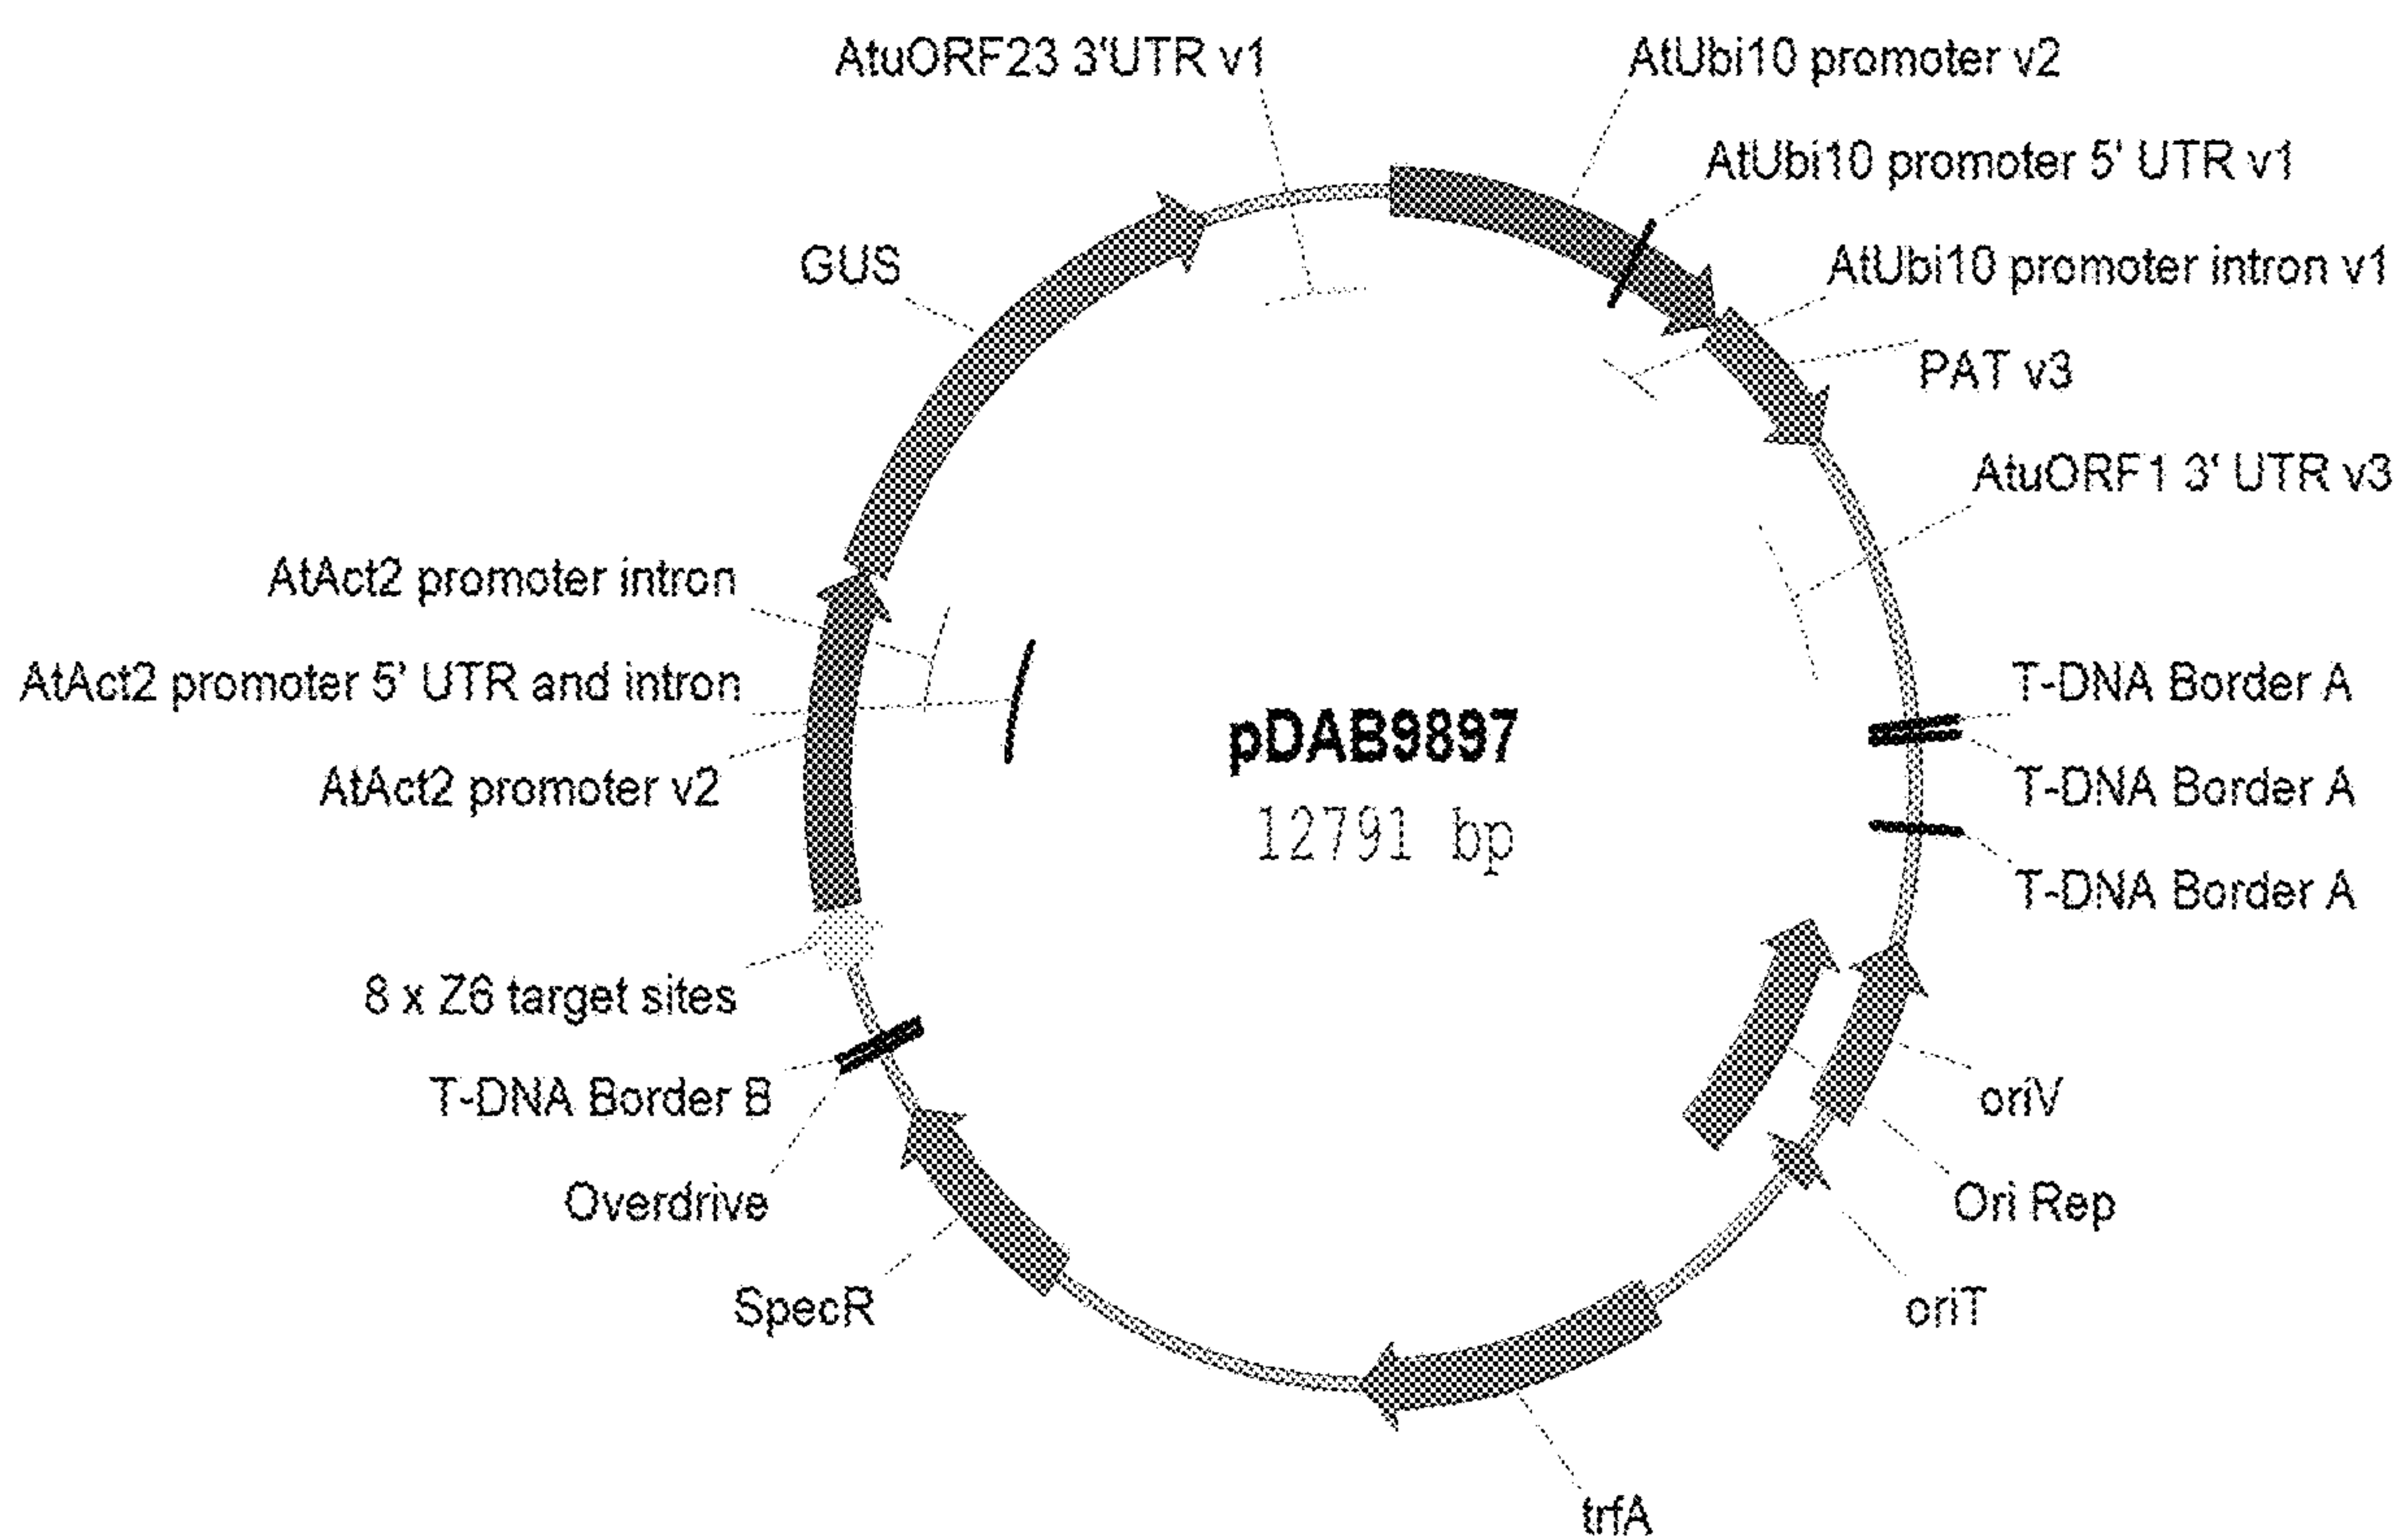 AtuORF23 3'UTR v1
AtUbi10 promoter v2
AtUbi10 promoter 5' UTR v1
GUS
AtUbi10 promoter intron v1
PAT v3
AtuORF1 3' UTR v3
AtAct2 promoter intron
AtAct2 promoter 5' UTR and intron
T-DNA Border A
pDAB9897
AtAct2 promoter v2
T-DNA Border A
12791 bp
T-DNA Border A
8 x Z6 target sites
T-DNA Border B
oriV
Overdrive
Ori Rep
SpecR
oriT
trfA